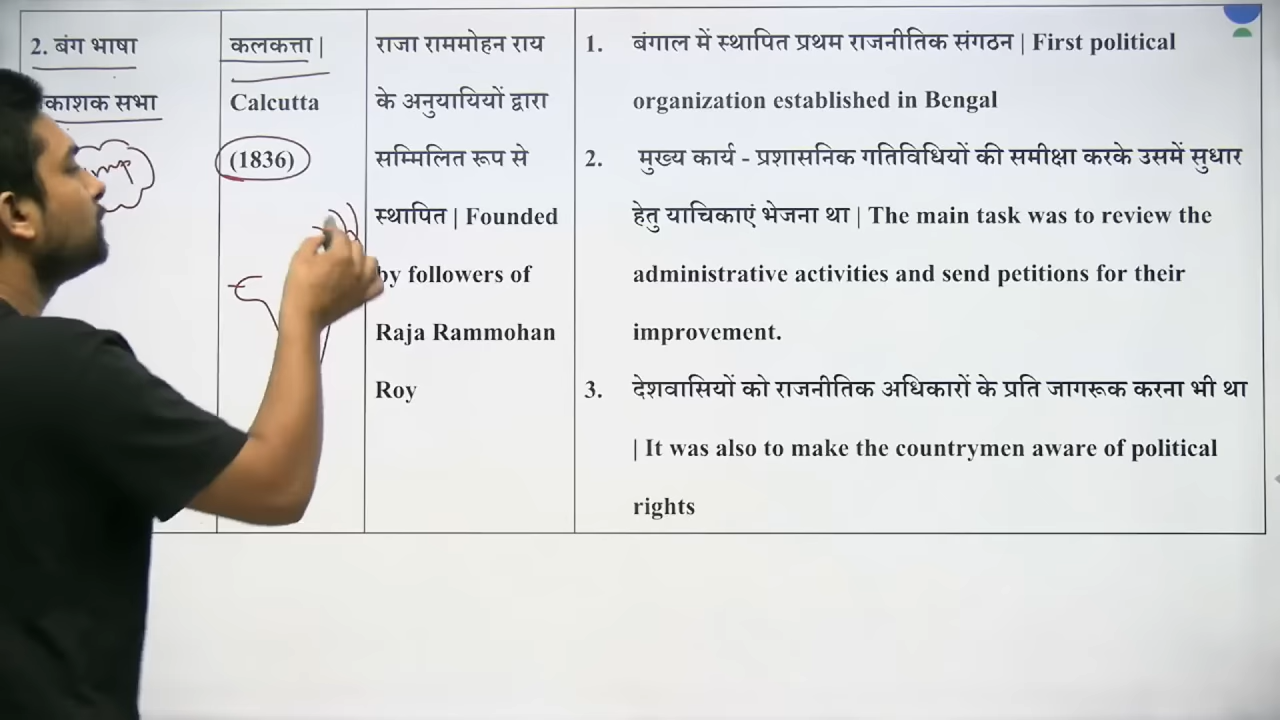 2. बंग भाषा
काशक सभा
कलकत्ता |
Calcutta
(1836)
राजा राममोहन राय
के अनुयायियों द्वारा
सम्मिलित रूप से
स्थापित | Founded
by followers of
Raja Rammohan
Roy
1. बंगाल में स्थापित प्रथम राजनीतिक संगठन | First political
organization established in Bengal
2. मुख्य कार्य - प्रशासनिक गतिविधियों की समीक्षा करके उसमें सुधार
हेतु याचिकाएं भेजना था | The main task was to review the
administrative activities and send petitions for their
improvement.
3. देशवासियों को राजनीतिक अधिकारों के प्रति जागरूक करना भी था
| It was also to make the countrymen aware of political
rights